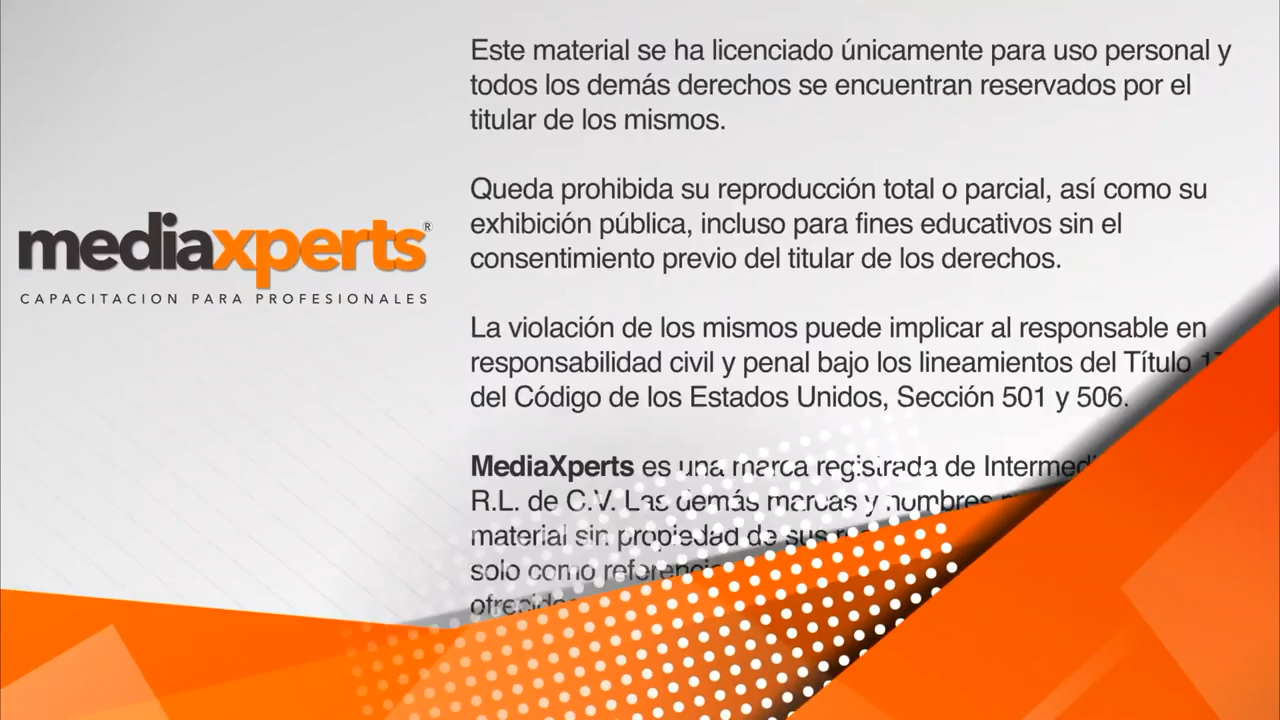 mediaxperts®
CAPACITACION PARA PROFESIONALES
Este material se ha licenciado únicamente para uso personal y
todos los demás derechos se encuentran reservados por el
titular de los mismos.
Queda prohibida su reproducción total o parcial, así como su
exhibición pública, incluso para fines educativos sin el
consentimiento previo del titular de los derechos.
La violación de los mismos puede implicar al responsable en
responsabilidad civil y penal bajo los lineamientos del Título
del Código de los Estados Unidos, Sección 501 y 506.
MediaXperts es una marca registrada de
R.L. de C.V. Las demás marcas y nombres
material sin propiedad de sus
solo como